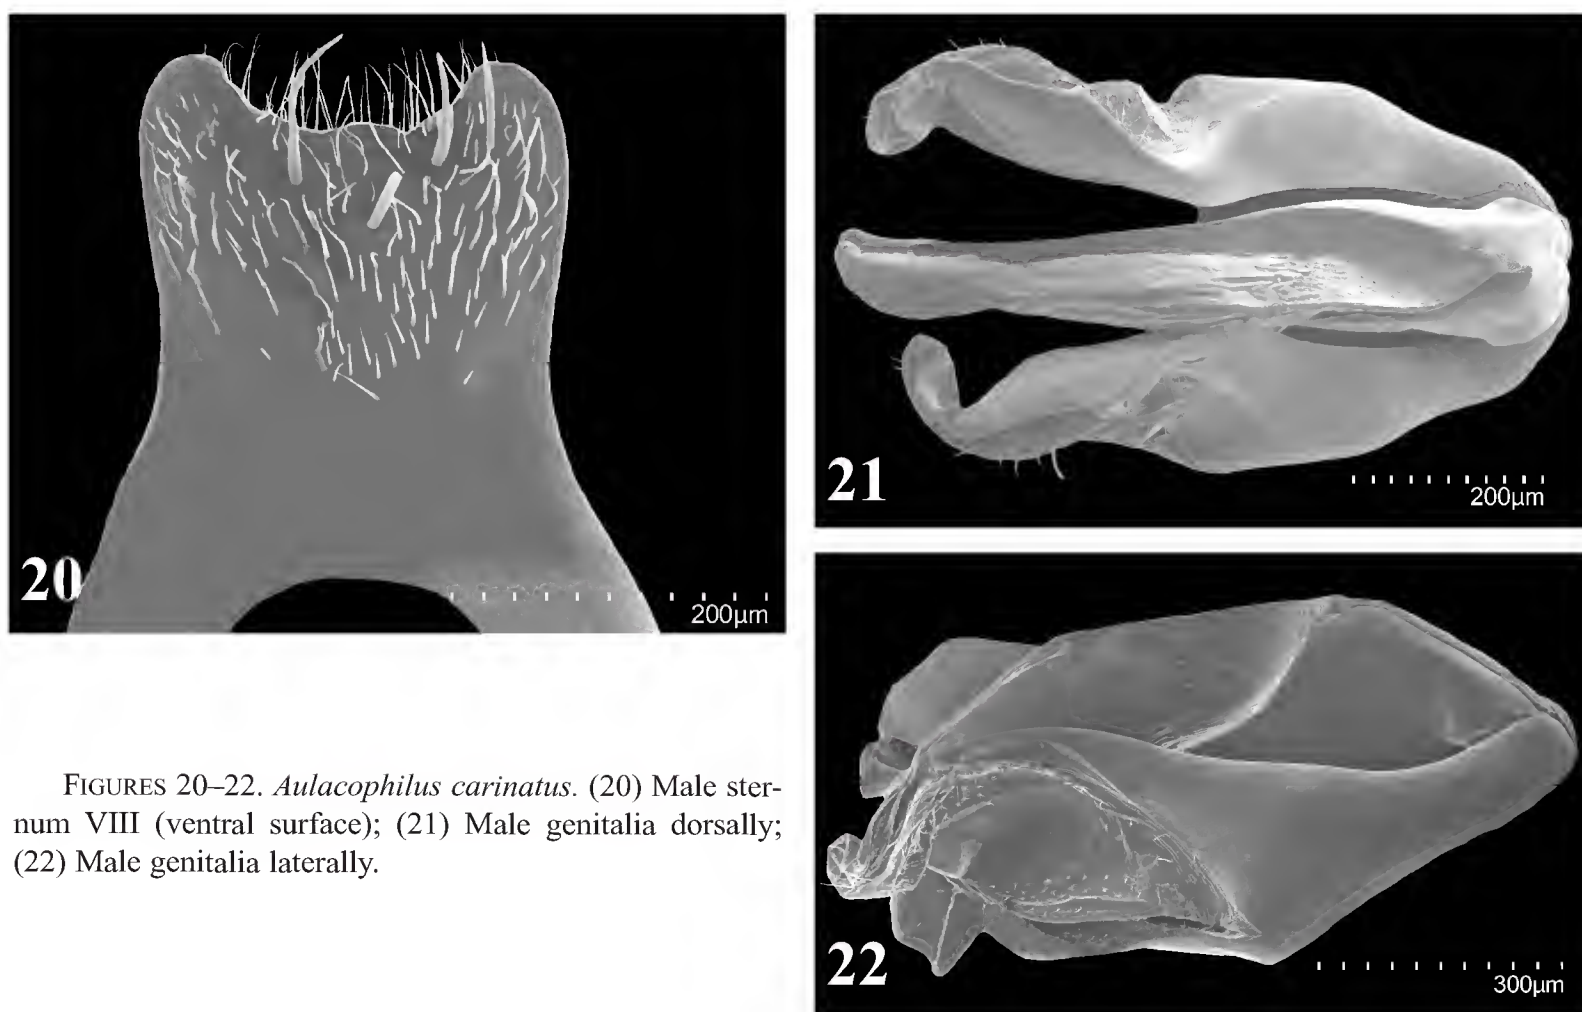 20
200µm
21
200µm
22
300µm
FIGURES 20–22. Aulacophilus carinatus. (20) Male ster-
num VIII (ventral surface); (21) Male genitalia dorsally;
(22) Male genitalia laterally.